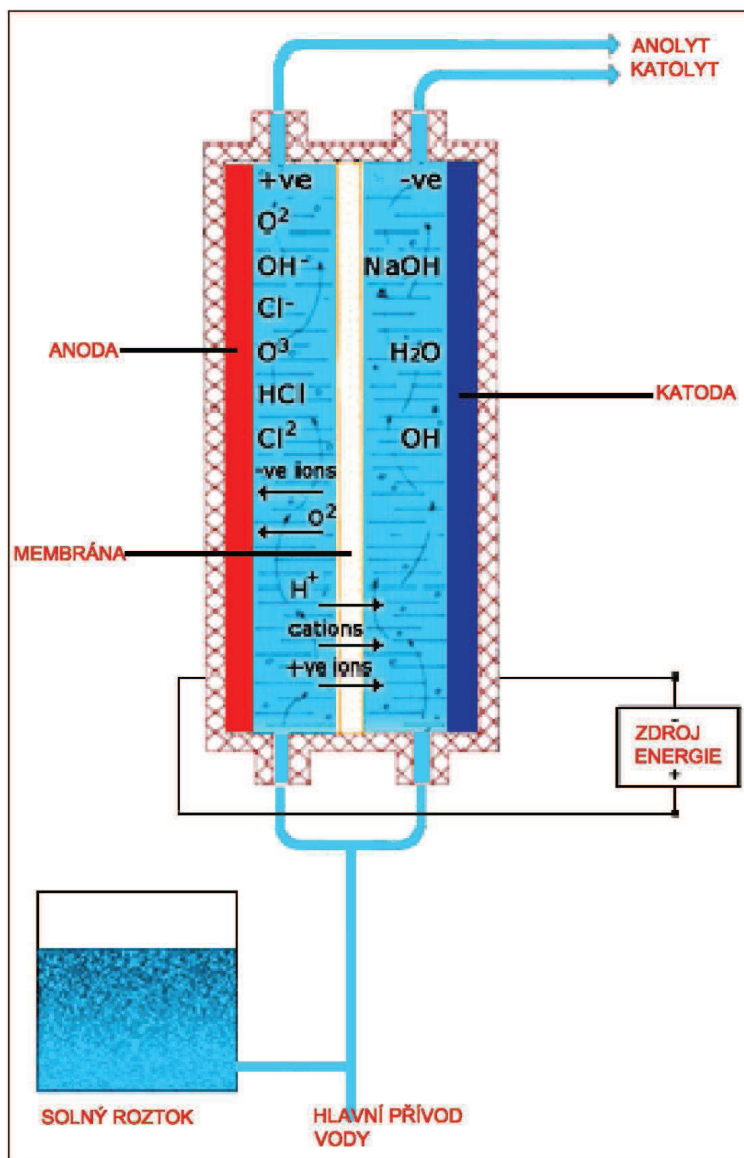 ANOLYT
KATOLYT
+ve
-ve
O²
OH⁻
NaOH
Cl⁻
ANODA
O³
H₂O
HCl
KATODA
Cl²
OH
-ve ions
O²
MEMBRÁNA
H⁺
cations
+ve ions
-
ZDROJ
ENERGIE
+
SOLNÝ ROZTOK
HLAVNÍ PŘÍVOD
VODY